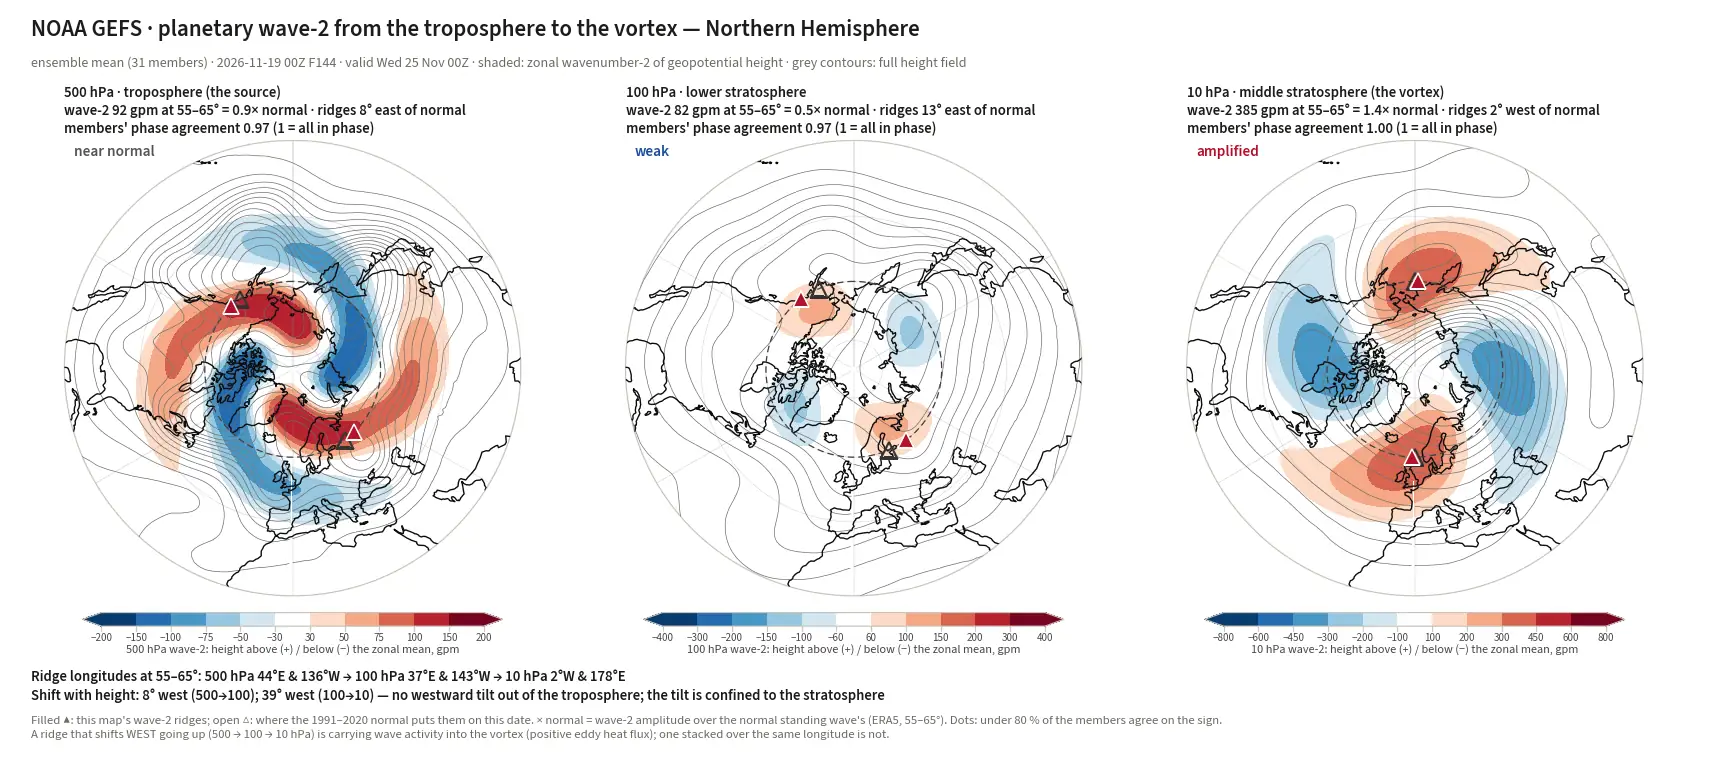 NOAA GEFS · planetary wave-2 from the troposphere to the vortex — Northern Hemisphere
ensemble mean (31 members) · 2026-11-19 00Z F144 · valid Wed 25 Nov 00Z · shaded: zonal wavenumber-2 of geopotential height · grey contours: full height field
500 hPa · troposphere (the source)
wave-2 92 gpm at 55–65° = 0.9× normal · ridges 8° east of normal
members' phase agreement 0.97 (1 = all in phase)
near normal
100 hPa · lower stratosphere
wave-2 82 gpm at 55–65° = 0.5× normal · ridges 13° east of normal
members' phase agreement 0.97 (1 = all in phase)
weak
10 hPa · middle stratosphere (the vortex)
wave-2 385 gpm at 55–65° = 1.4× normal · ridges 2° west of normal
members' phase agreement 1.00 (1 = all in phase)
amplified
−200 −150 −100 −75 −50 −30 30 50 75 100 150 200
500 hPa wave-2: height above (+) / below (−) the zonal mean, gpm
−400 −300 −200 −150 −100 −60 60 100 150 200 300 400
100 hPa wave-2: height above (+) / below (−) the zonal mean, gpm
−800 −600 −450 −300 −200 −100 100 200 300 450 600 800
10 hPa wave-2: height above (+) / below (−) the zonal mean, gpm
Ridge longitudes at 55–65°: 500 hPa 44°E & 136°W → 100 hPa 37°E & 143°W → 10 hPa 2°W & 178°E
Shift with height: 8° west (500→100); 39° west (100→10) — no westward tilt out of the troposphere; the tilt is confined to the stratosphere
Filled ▲: this map's wave-2 ridges; open △: where the 1991–2020 normal puts them on this date. × normal = wave-2 amplitude over the normal standing wave's (ERA5, 55–65°). Dots: under 80 % of the members agree on the sign.
A ridge that shifts WEST going up (500 → 100 → 10 hPa) is carrying wave activity into the vortex (positive eddy heat flux); one stacked over the same longitude is not.